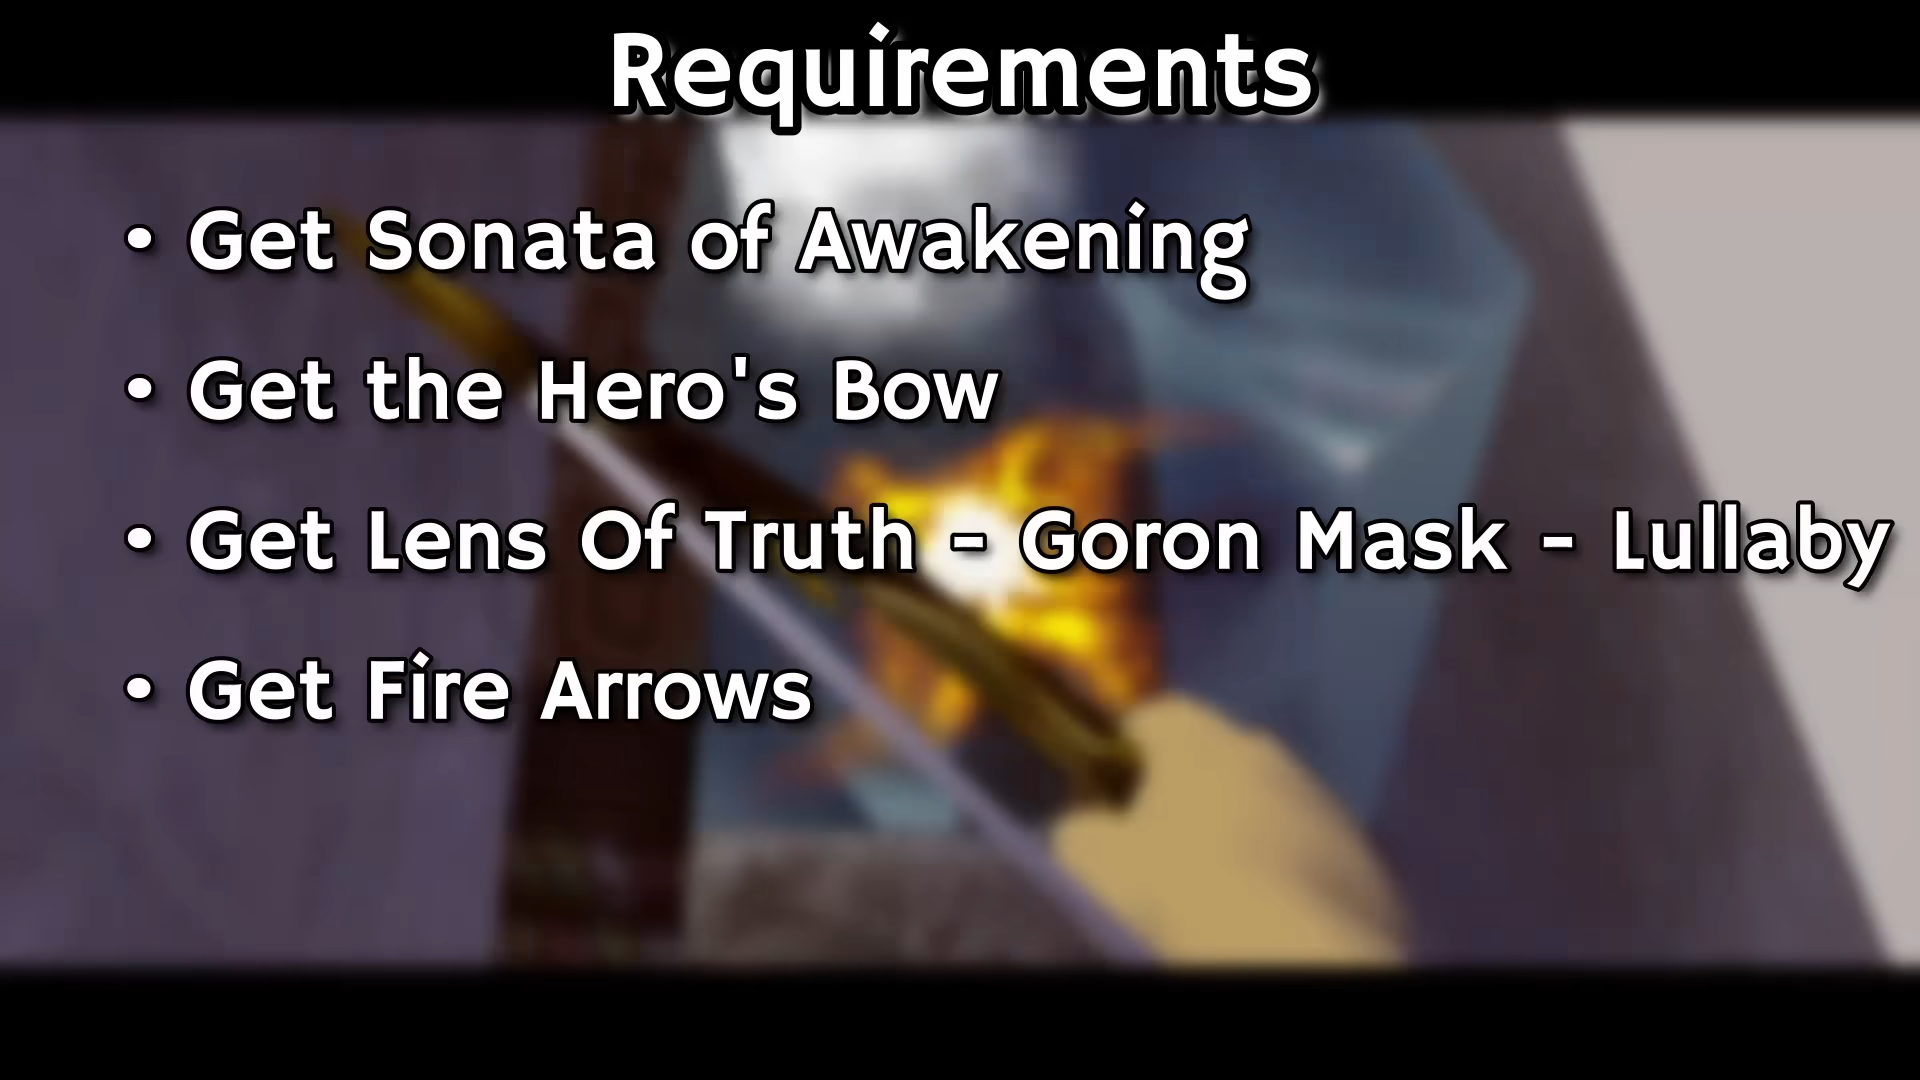 Requirements
• Get Sonata of Awakening
• Get the Hero's Bow
• Get Lens Of Truth - Goron Mask - Lullaby
• Get Fire Arrows